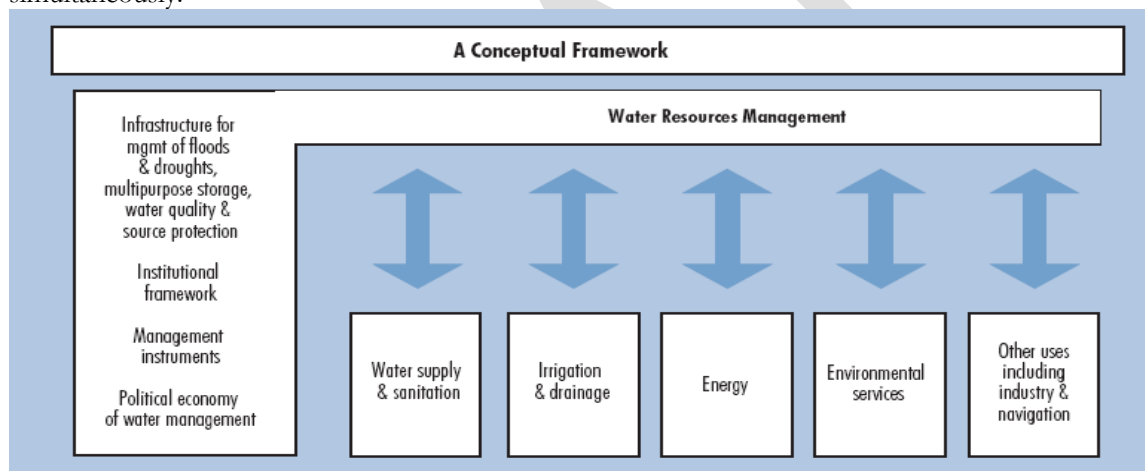 simultaneously.
A Conceptual Framework
Water Resources Management
Infrastructure for
mgmt of floods
& droughts,
multipurpose storage,
water quality &
source protection
Institutional
framework
Management
instruments
Political economy
of water management
Water supply
& sanitation
Irrigation
& drainage
Energy
Environmental
services
Other uses
including
industry &
navigation